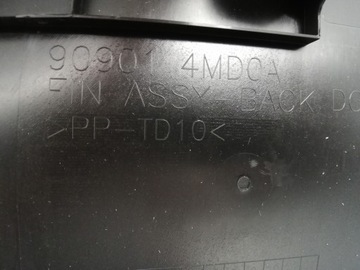 90901 4MD0A
FIN ASSY-BACK DO
>PP-TD10<